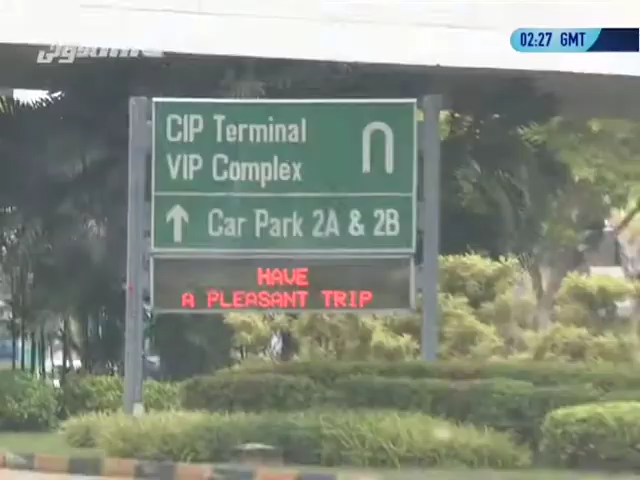 02:27 GMT
CIP Terminal
VIP Complex
Car Park 2A & 2B
HAVE
A PLEASANT TRIP